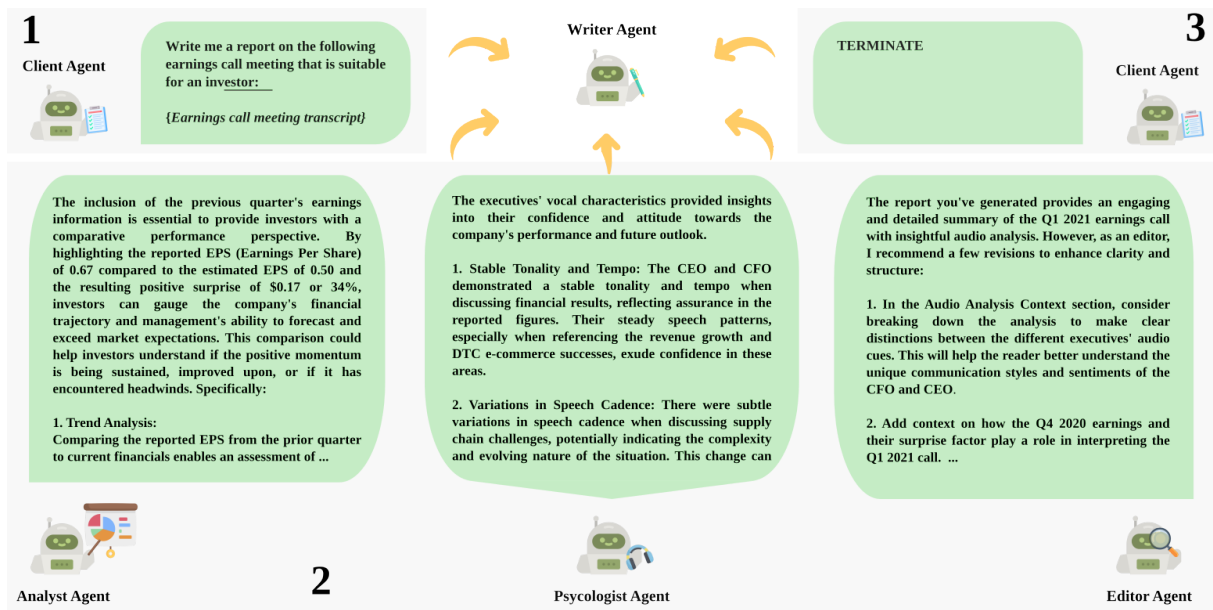 1
Client Agent
Write me a report on the following
earnings call meeting that is suitable
for an investor:
{Earnings call meeting transcript}
Writer Agent
TERMINATE
3
Client Agent
The inclusion of the previous quarter's earnings
information is essential to provide investors with a
comparative performance perspective. By
highlighting the reported EPS (Earnings Per Share)
of 0.67 compared to the estimated EPS of 0.50 and
the resulting positive surprise of $0.17 or 34%,
investors can gauge the company's financial
trajectory and management's ability to forecast and
exceed market expectations. This comparison could
help investors understand if the positive momentum
is being sustained, improved upon, or if it has
encountered headwinds. Specifically:
1. Trend Analysis:
Comparing the reported EPS from the prior quarter
to current financials enables an assessment of ...
Analyst Agent
2
The executives' vocal characteristics provided insights
into their confidence and attitude towards the
company's performance and future outlook.
1. Stable Tonality and Tempo: The CEO and CFO
demonstrated a stable tonality and tempo when
discussing financial results, reflecting assurance in the
reported figures. Their steady speech patterns,
especially when referencing the revenue growth and
DTC e-commerce successes, exude confidence in these
areas.
2. Variations in Speech Cadence: There were subtle
variations in speech cadence when discussing supply
chain challenges, potentially indicating the complexity
and evolving nature of the situation. This change can
Psycologist Agent
The report you've generated provides an engaging
and detailed summary of the Q1 2021 earnings call
with insightful audio analysis. However, as an editor,
I recommend a few revisions to enhance clarity and
structure:
1. In the Audio Analysis Context section, consider
breaking down the analysis to make clear
distinctions between the different executives' audio
cues. This will help the reader better understand the
unique communication styles and sentiments of the
CFO and CEO.
2. Add context on how the Q4 2020 earnings and
their surprise factor play a role in interpreting the
Q1 2021 call. ...
Editor Agent